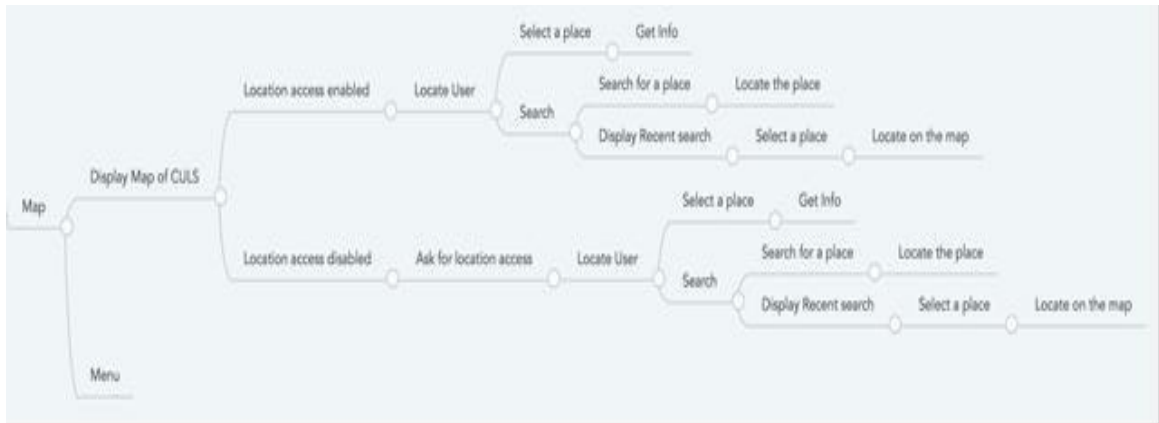 Map
Display Map of CULS
Location access enabled
Locate User
Select a place
Get Info
Search
Search for a place
Locate the place
Display Recent search
Select a place
Locate on the map
Location access disabled
Ask for location access
Locate User
Select a place
Get Info
Search
Search for a place
Locate the place
Display Recent search
Select a place
Locate on the map
Menu